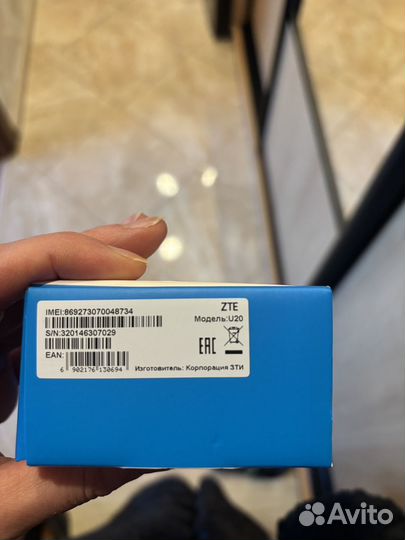 IMEI:869273070048734
ZTE
Модель:U20
S/N:320146307029
EAC
EAN:
6 902176 130694
Изготовитель: Корпорация ЗТИ
Avito